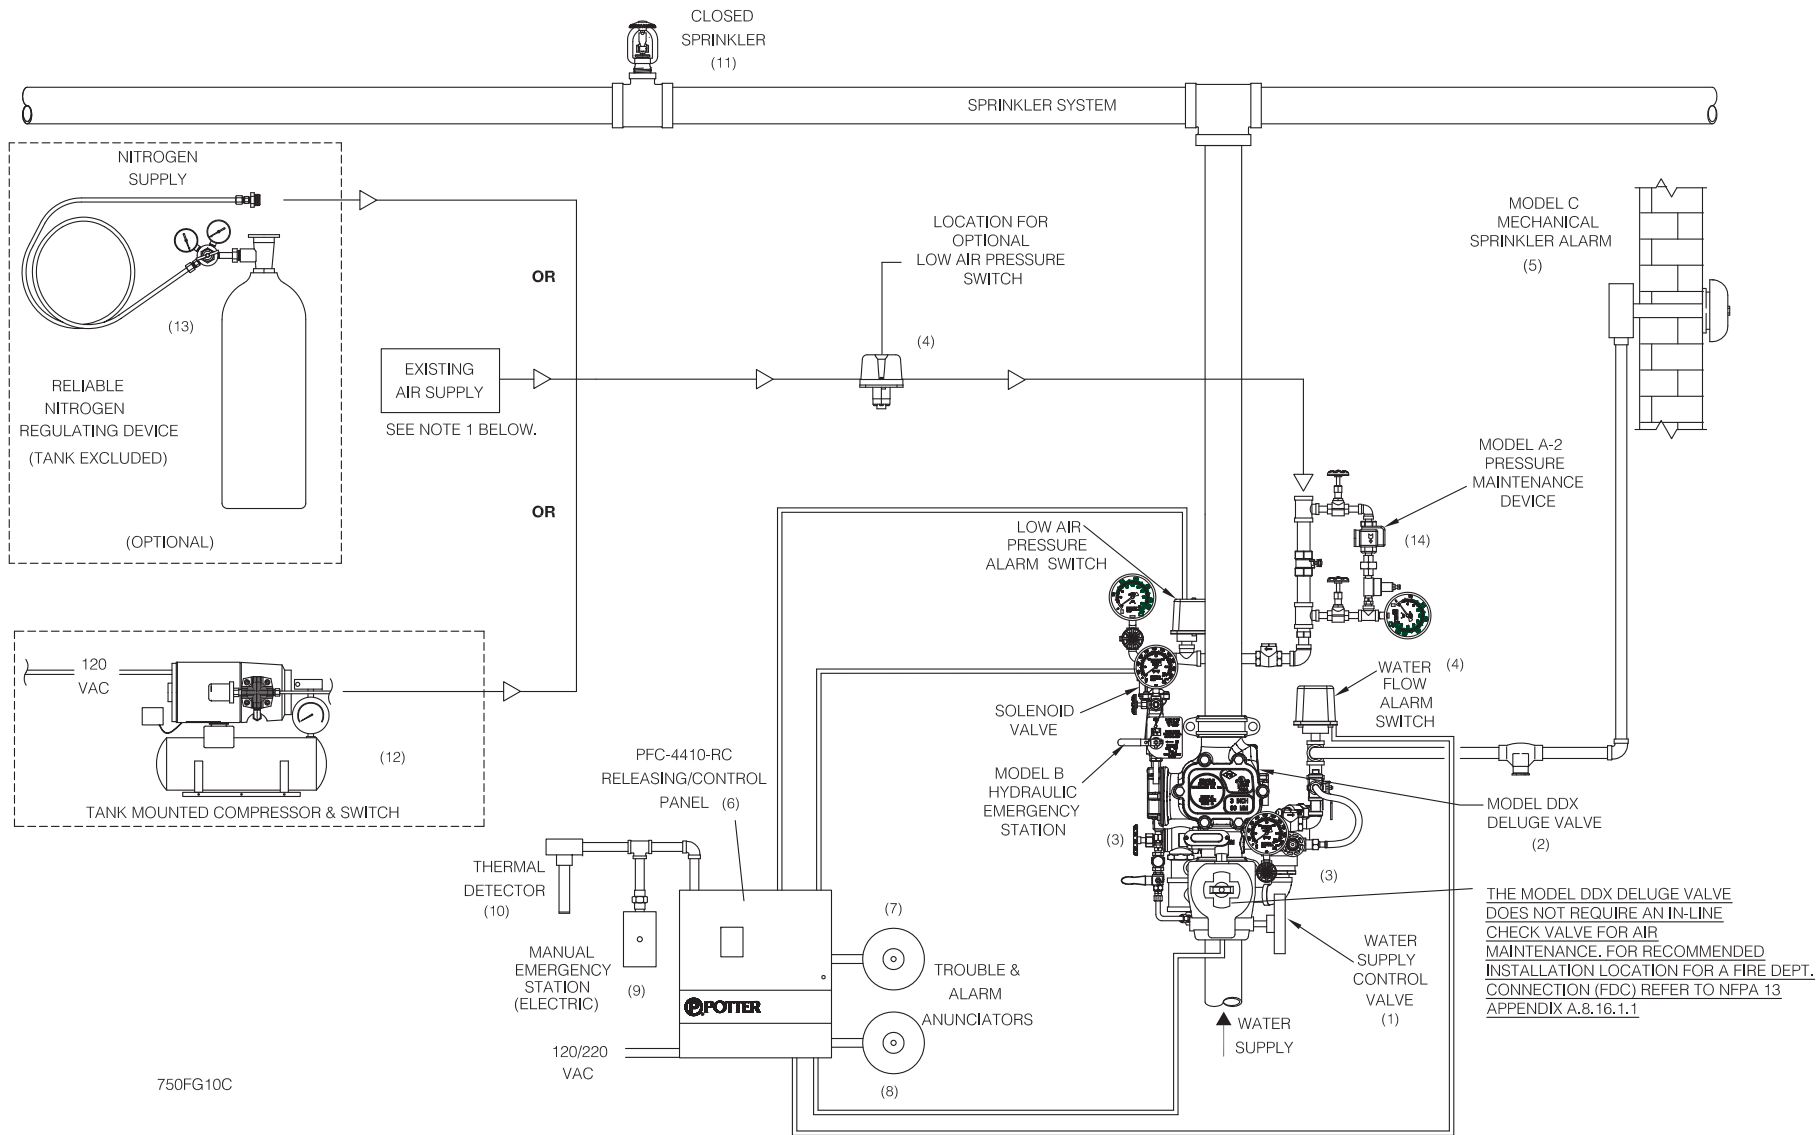 CLOSED
SPRINKLER
(11)
SPRINKLER SYSTEM
NITROGEN
SUPPLY
(13)
RELIABLE
NITROGEN
REGULATING DEVICE
(TANK EXCLUDED)
(OPTIONAL)
OR
EXISTING
AIR SUPPLY
SEE NOTE 1 BELOW.
OR
LOCATION FOR
OPTIONAL
LOW AIR PRESSURE
SWITCH
(4)
MODEL C
MECHANICAL
SPRINKLER ALARM
(5)
MODEL A-2
PRESSURE
MAINTENANCE
DEVICE
(14)
LOW AIR
PRESSURE
ALARM SWITCH
120
VAC
(12)
TANK MOUNTED COMPRESSOR & SWITCH
SOLENOID
VALVE
(4)
WATER
FLOW
ALARM
SWITCH
PFC-4410-RC
RELEASING/CONTROL
PANEL (6)
MODEL B
HYDRAULIC
EMERGENCY
STATION
(3)
3 INCH
80 MM
MODEL DDX
DELUGE VALVE
(2)
(3)
THERMAL
DETECTOR
(10)
MANUAL
EMERGENCY
STATION
(ELECTRIC)
(9)
POTTER
120/220
VAC
(7)
TROUBLE &
ALARM
ANUNCIATORS
(8)
WATER
SUPPLY
CONTROL
VALVE
(1)
WATER
SUPPLY
THE MODEL DDX DELUGE VALVE
DOES NOT REQUIRE AN IN-LINE
CHECK VALVE FOR AIR
MAINTENANCE. FOR RECOMMENDED
INSTALLATION LOCATION FOR A FIRE DEPT.
CONNECTION (FDC) REFER TO NFPA 13
APPENDIX A.8.16.1.1
750FG10C